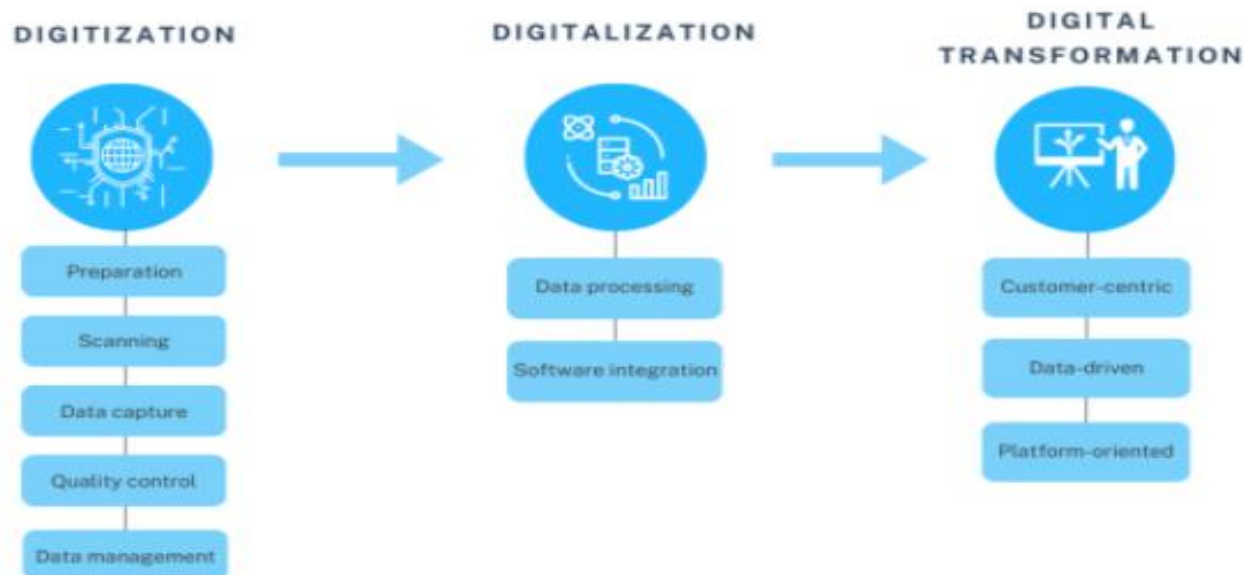 DIGITIZATION
Preparation
Scanning
Data capture
Quality control
Data management
DIGITALIZATION
Data processing
Software integration
DIGITAL
TRANSFORMATION
Customer-centric
Data-driven
Platform-oriented